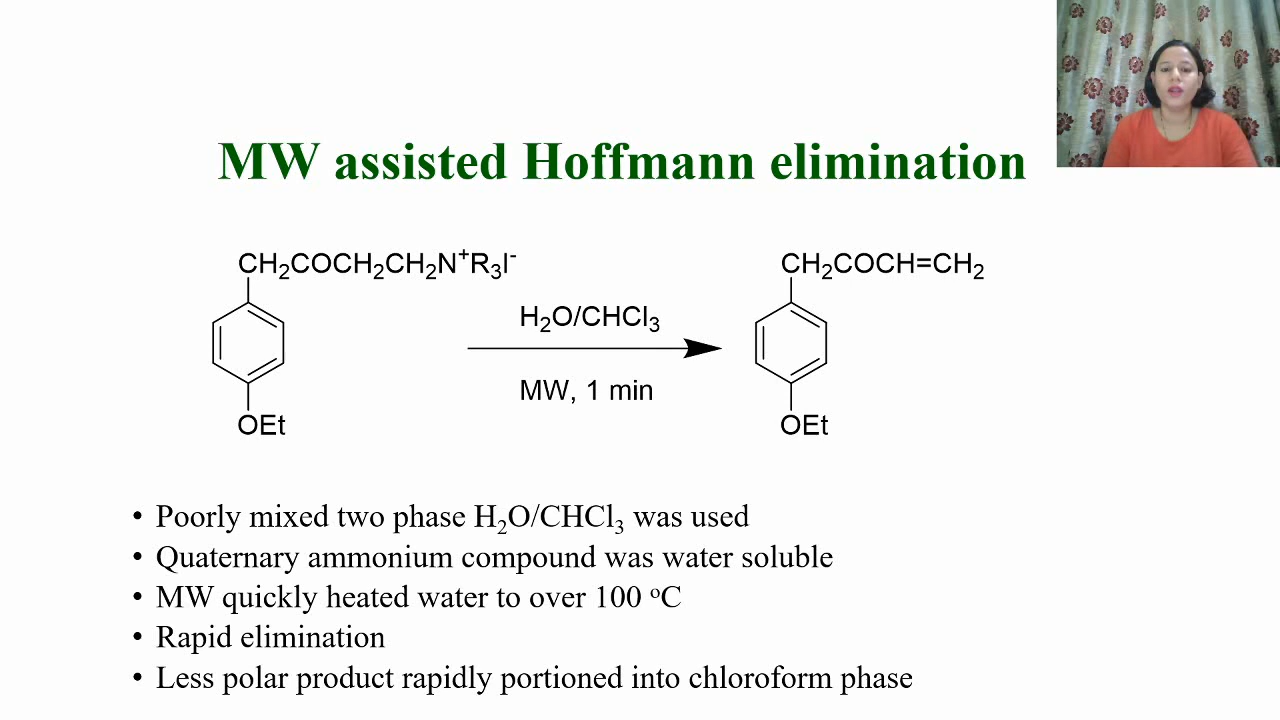 MW assisted Hoffmann elimination
CH₂COCH₂CH₂N⁺R₃I⁻
CH₂COCH=CH₂
H₂O/CHCl₃
MW, 1 min
OEt
OEt
• Poorly mixed two phase H₂O/CHCl₃ was used
• Quaternary ammonium compound was water soluble
• MW quickly heated water to over 100 ᵒC
• Rapid elimination
• Less polar product rapidly portioned into chloroform phase